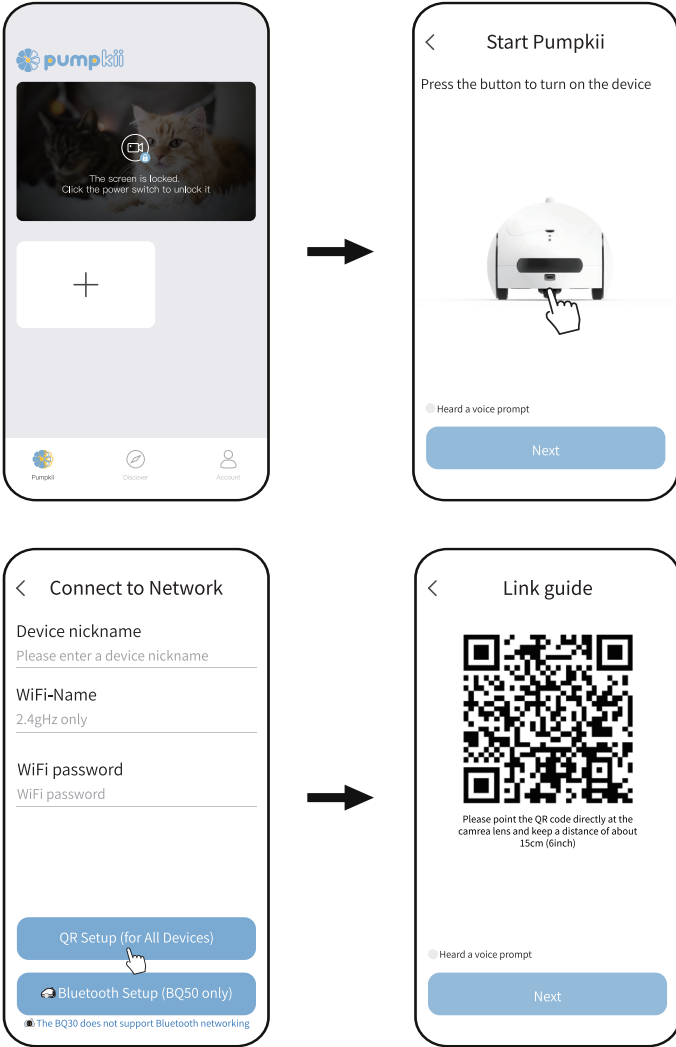 pumpkii
The screen is locked.
Click the power switch to unlock it
Pumpkii
Discover
Account
Start Pumpkii
Press the button to turn on the device
Heard a voice prompt
Next
Connect to Network
Device nickname
Please enter a device nickname
WiFi-Name
2.4gHz only
WiFi password
WiFi password
QR Setup (for All Devices)
Bluetooth Setup (BQ50 only)
The BQ30 does not support Bluetooth networking
Link guide
Please point the QR code directly at the
camrea lens and keep a distance of about
15cm (6inch)
Heard a voice prompt
Next